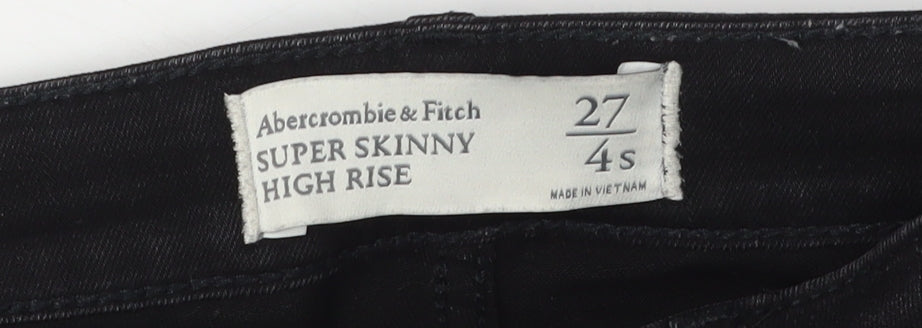 Abercrombie & Fitch
SUPER SKINNY
HIGH RISE
27
4s
MADE IN VIETNAM